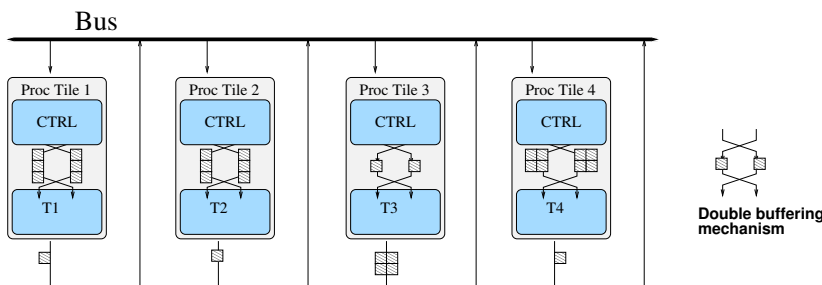 Bus
Proc Tile 1
Proc Tile 2
Proc Tile 3
Proc Tile 4
CTRL
CTRL
CTRL
CTRL
T1
T2
T3
T4
Double buffering
mechanism